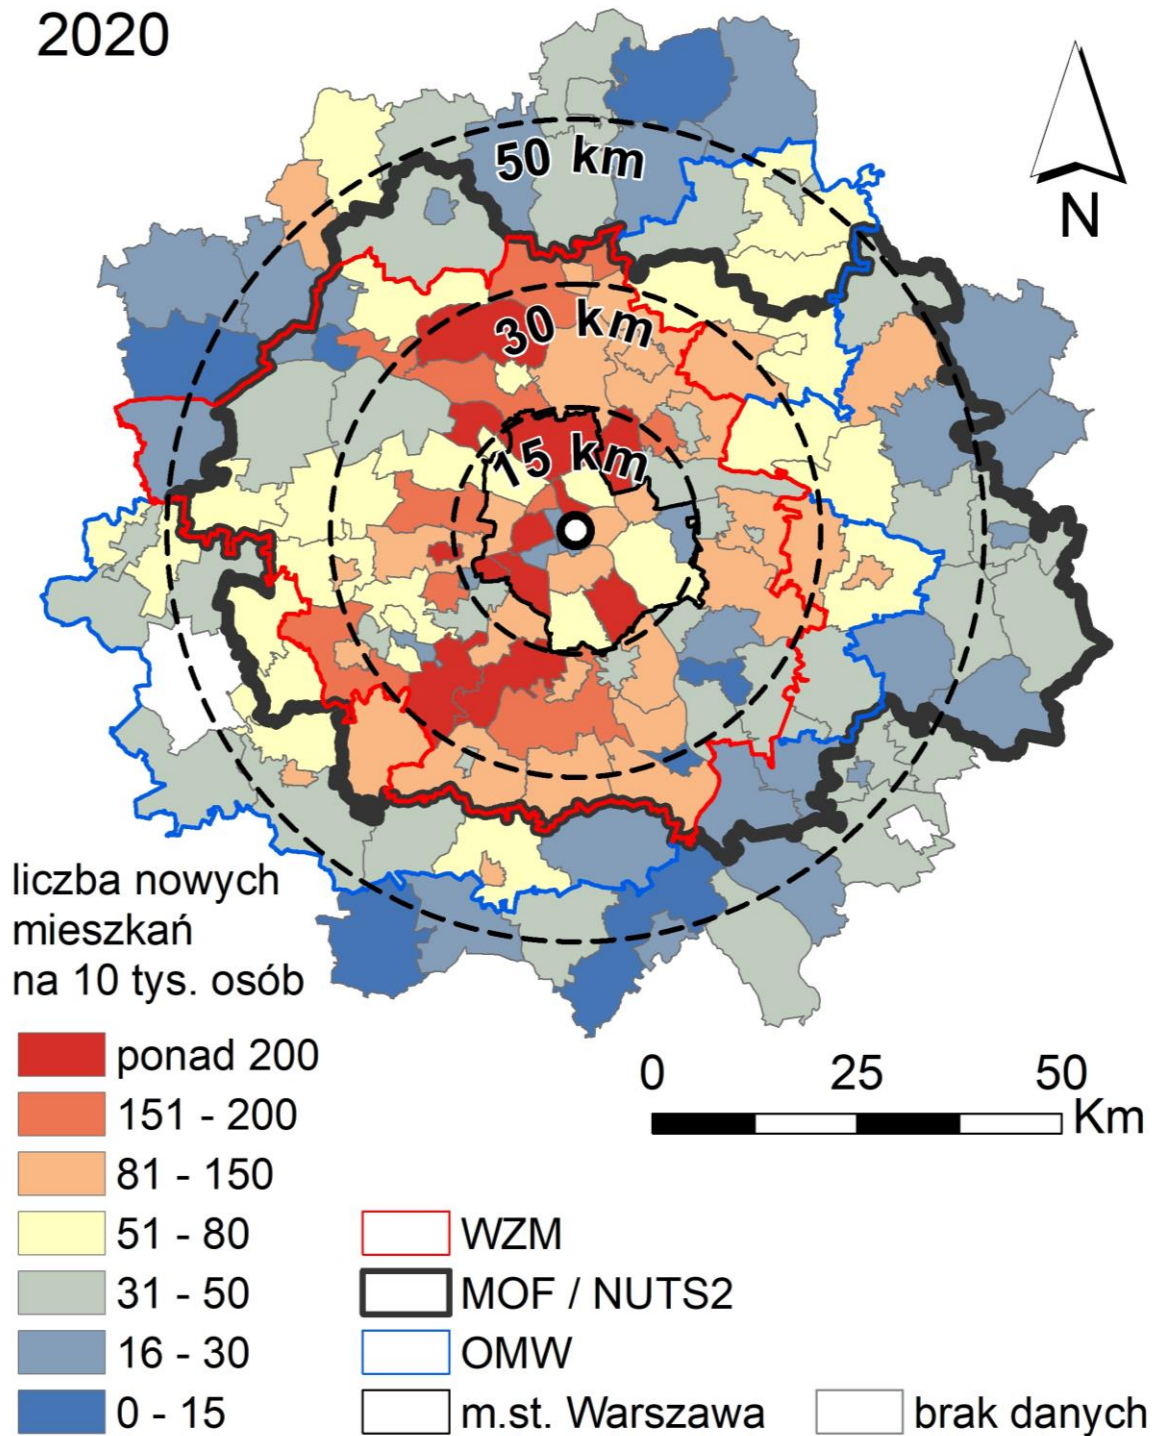 2020
N
50 km
30 km
15 km
liczba nowych
mieszkań
na 10 tys. osób
ponad 200
151 - 200
81 - 150
51 - 80
31 - 50
16 - 30
0 - 15
WZM
MOF / NUTS2
OMW
m.st. Warszawa
brak danych
0 25 50
Km